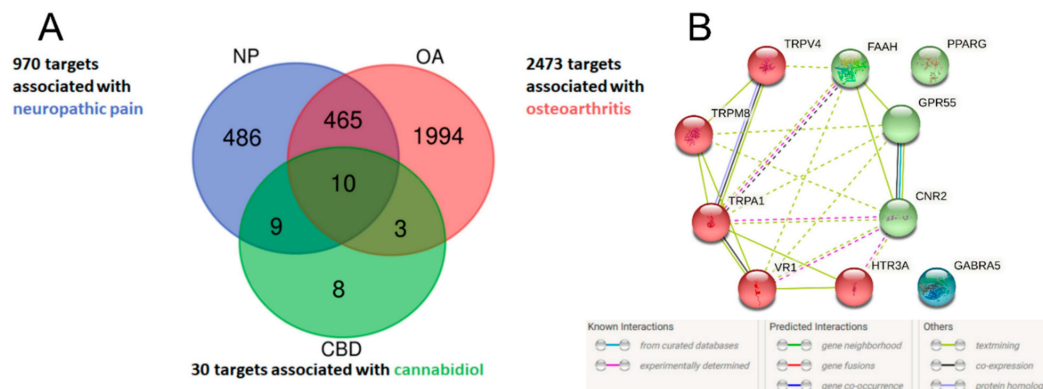 A
NP
OA
970 targets
associated with
neuropathic pain
2473 targets
associated with
osteoarthritis
486
465
1994
10
9
3
8
CBD
30 targets associated with cannabidiol
B
TRPV4
FAAH
PPARG
TRPM8
GPR55
TRPA1
CNR2
VR1
HTR3A
GABRA5
Known Interactions
from curated databases
experimentally determined
Predicted Interactions
gene neighborhood
gene fusions
gene co-occurrence
Others
textmining
co-expression
protein homolog